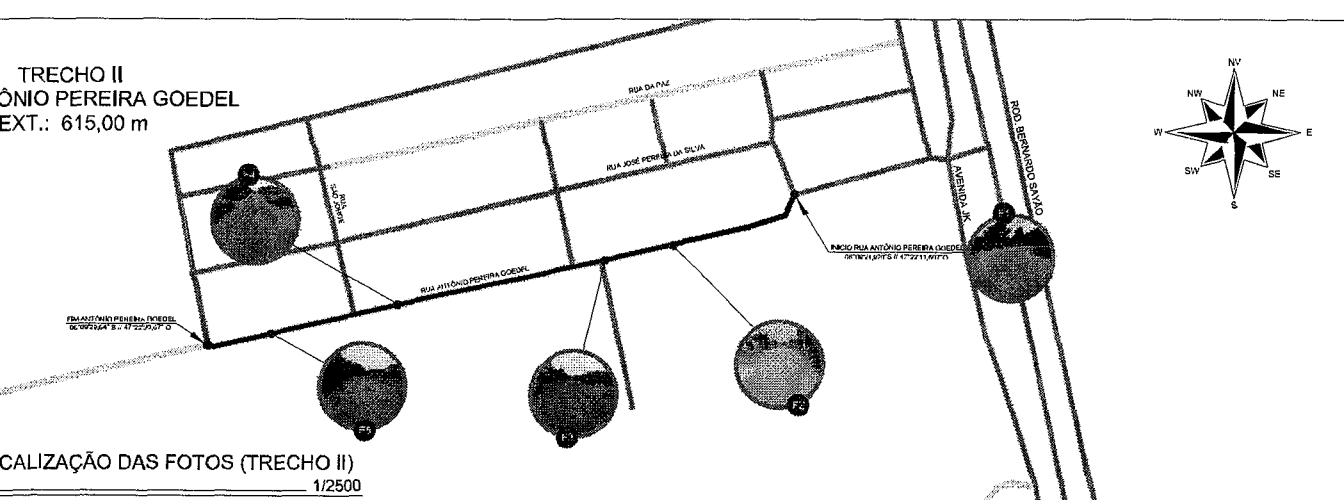 TRECHO II
ÔNIO PEREIRA GOEDEL
EXT.: 615,00 m
NV
NW
NE
W
E
SW
SE
S
RUA DA PAZ
RUA JOSÉ PEREIRA DA SILVA
ROD. BERNARDO SAYÃO
AVENIDA JK
INICIO RUA ANTÔNIO PEREIRA GOEDEL
RUA ANTÔNIO PEREIRA GOEDEL
FIM ANTÔNIO PEREIRA GOEDEL
CALIZAÇÃO DAS FOTOS (TRECHO II)
1/2500